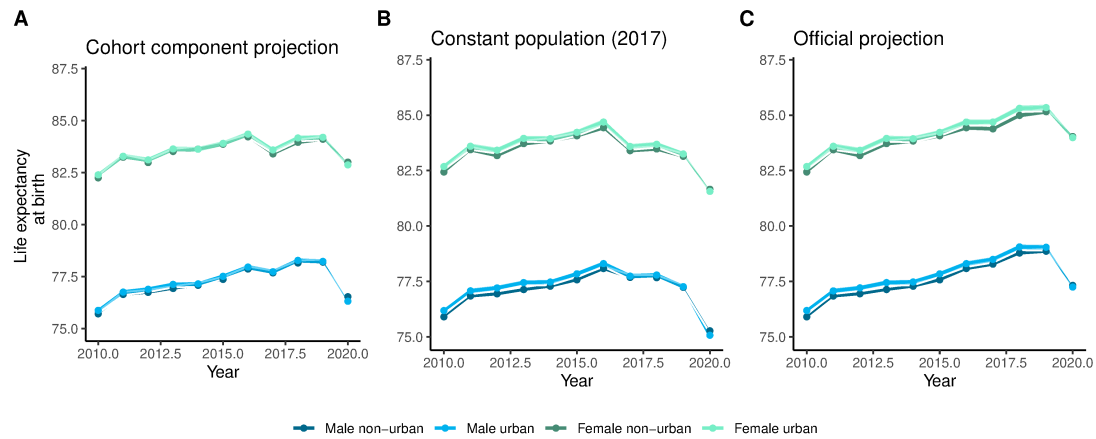 A
Cohort component projection
87.5
85.0
82.5
80.0
77.5
75.0
Life expectancy
at birth
2010.0 2012.5 2015.0 2017.5 2020.0
Year
B
Constant population (2017)
87.5
85.0
82.5
80.0
77.5
75.0
2010.0 2012.5 2015.0 2017.5 2020.0
Year
C
Official projection
87.5
85.0
82.5
80.0
77.5
75.0
2010.0 2012.5 2015.0 2017.5 2020.0
Year
Male non−urban Male urban Female non−urban Female urban